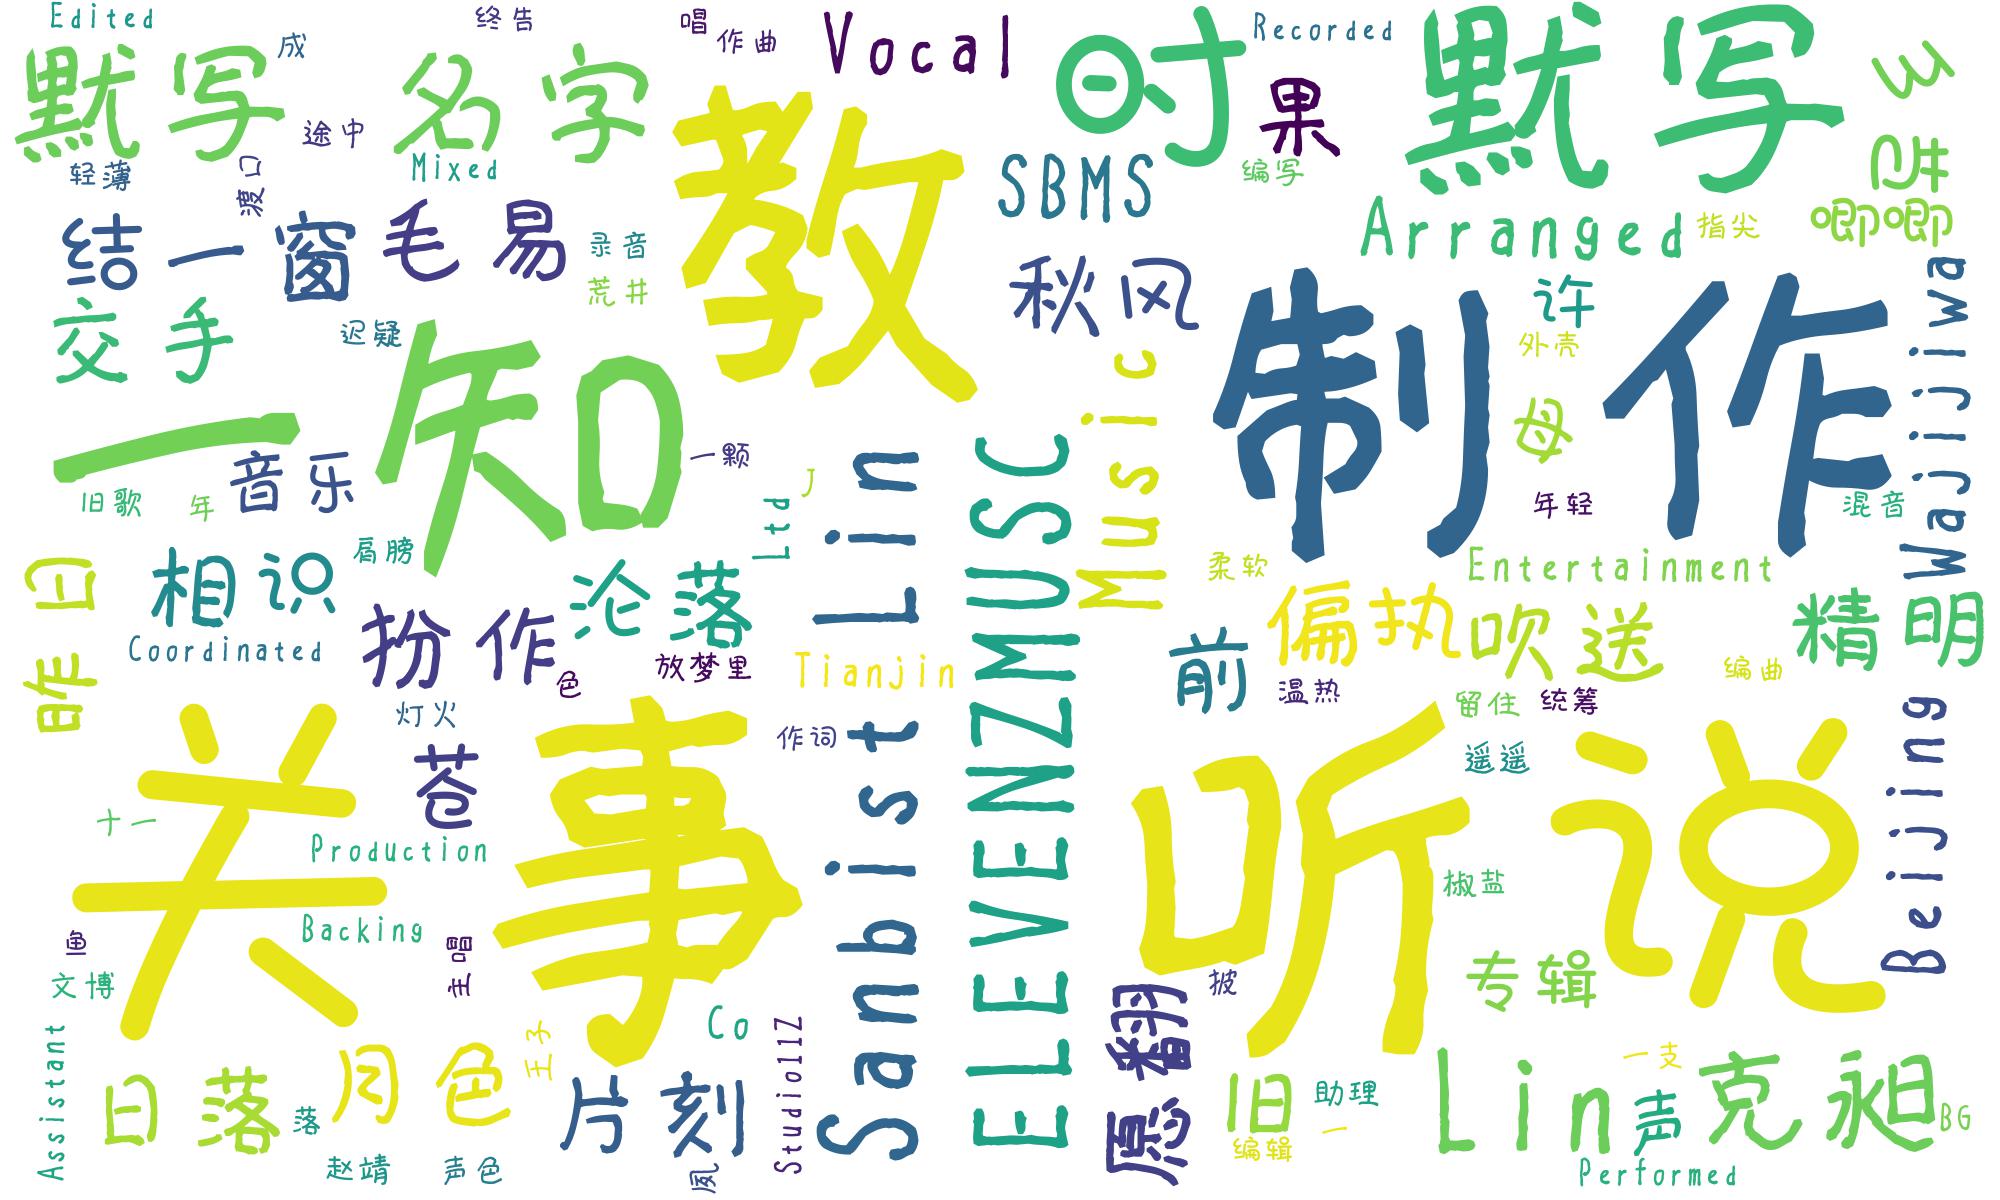 Edited
终告
唱
作曲
Vocal
时
Recorded
默写
默写
成
名字
途中
果
教
SBMS
编写
Mixed
轻薄
渡口
唧唧
Arranged
指尖
结一窗
毛易
录音
荒井
秋风
制作
许
外壳
交手
迟疑
知
一
Music
母
Wajijiwa
一颗
旧歌
年
音乐
年轻
混音
Ltd
Lin
ELEVENZMUSC
肩膀
相识
沦落
柔软
Entertainment
昨日
偏执
吹送
精明
Coordinated
扮作
色
放梦里
Tianjin
前
温热
编曲
留住
统筹
灯火
作词
遥遥
关事
苍
听说
Sanbist
Beijing
十一
Production
椒盐
Backing
主唱
鱼
文博
披
专辑
Co
愿翻
Assistant
王子
Studio11Z
一支
日落
落
月色
片刻
旧
助理
Lin
声
克昶
BG
一
编辑
赵靖
声色
夙
Performed